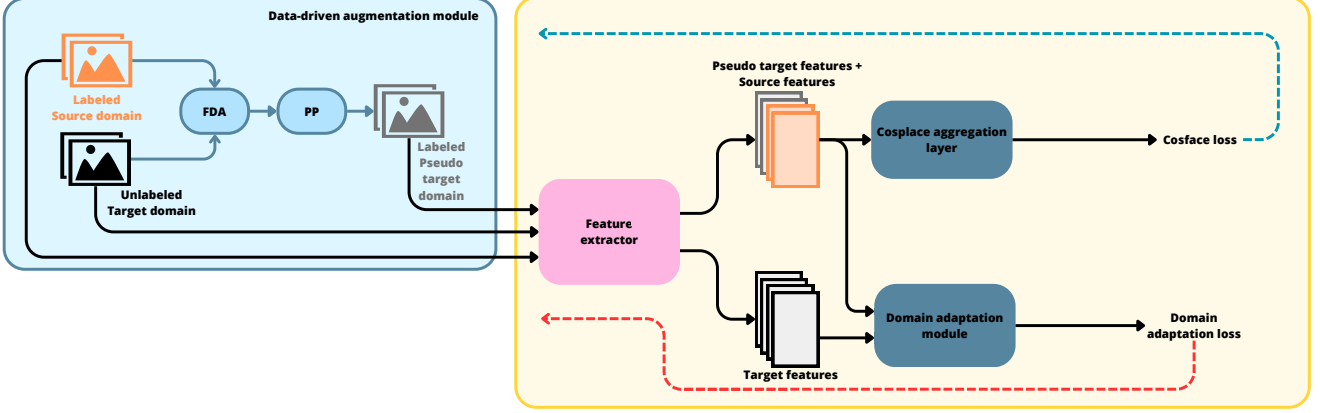 Data-driven augmentation module
Labeled
Source domain
FDA
PP
Labeled
Pseudo
target
domain
Unlabeled
Target domain
Feature
extractor
Pseudo target features +
Source features
Cosplace aggregation
layer
Cosface loss
Target features
Domain adaptation
module
Domain
adaptation loss